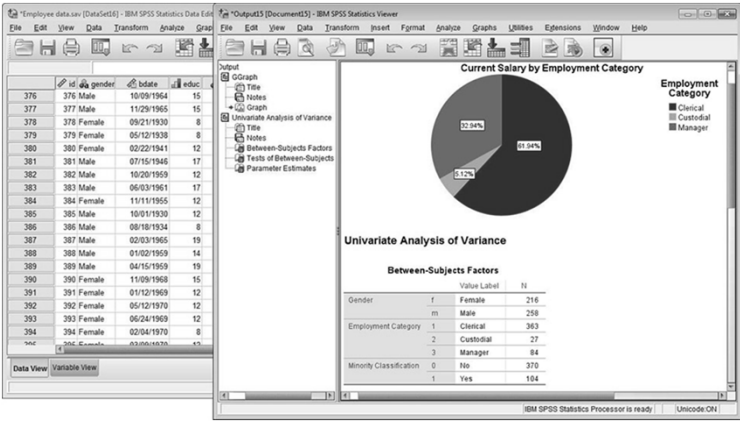 *Employee data.sav [DataSet16] - IBM SPSS Statistics Data Edi
File Edit View Data Transform Analyze Grap
id gender bdate educ
376 376 Male 10/09/1964 15
377 377 Male 11/29/1965 15
378 378 Female 09/21/1930 8
379 379 Female 05/12/1938 8
380 380 Female 02/22/1941 12
381 381 Male 07/15/1946 17
382 382 Male 10/20/1959 12
383 383 Male 06/03/1961 17
384 384 Female 11/11/1955 12
385 385 Male 10/01/1930 12
386 386 Male 08/18/1934 8
387 387 Male 02/03/1965 19
388 388 Male 01/02/1959 14
389 389 Male 04/15/1959 19
390 390 Female 11/09/1968 15
391 391 Female 01/12/1969 12
392 392 Female 05/12/1970 12
393 393 Female 06/24/1969 12
394 394 Female 02/04/1970 8
395 395 Female 03/09/1970 12
Data View Variable View
*Output15 [Document15] - IBM SPSS Statistics Viewer
File Edit View Data Transform Insert Format Analyze Graphs Utilities Extensions Window Help
Output
GGraph
Title
Notes
Graph
Univariate Analysis of Variance
Title
Notes
Between-Subjects Factors
Tests of Between-Subjects
Parameter Estimates
Current Salary by Employment Category
Employment
Category
Clerical
Custodial
Manager
32.94%
61.94%
5.12%
Univariate Analysis of Variance
Between-Subjects Factors
Value Label N
Gender f Female 216
m Male 258
Employment Category 1 Clerical 363
2 Custodial 27
3 Manager 84
Minority Classification 0 No 370
1 Yes 104
IBM SPSS Statistics Processor is ready Unicode:ON